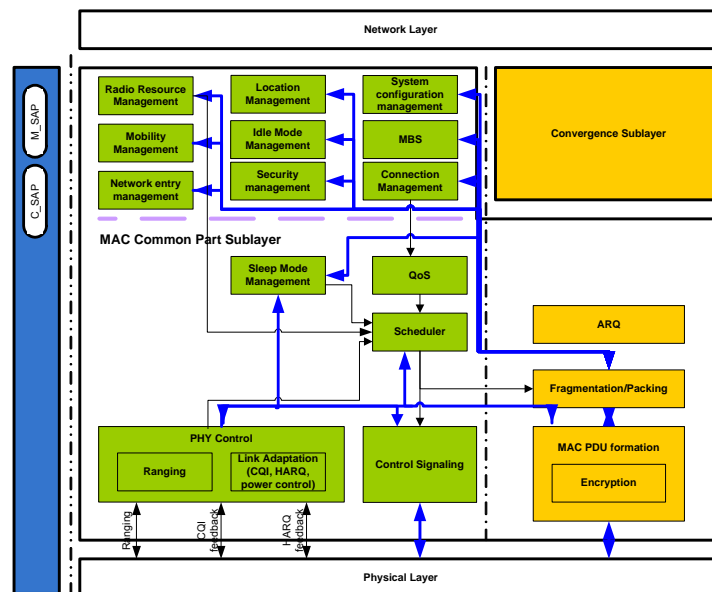 Network Layer
M_SAP
C_SAP
Radio Resource
Management
Location
Management
System
configuration
management
Mobility
Management
Idle Mode
Management
MBS
Convergence Sublayer
Network entry
management
Security
management
Connection
Management
MAC Common Part Sublayer
Sleep Mode
Management
QoS
Scheduler
ARQ
Fragmentation/Packing
PHY Control
Ranging
Link Adaptation
(CQI, HARQ,
power control)
Control Signaling
MAC PDU formation
Encryption
Ranging
CQI
feedback
HARQ
feedback
Physical Layer